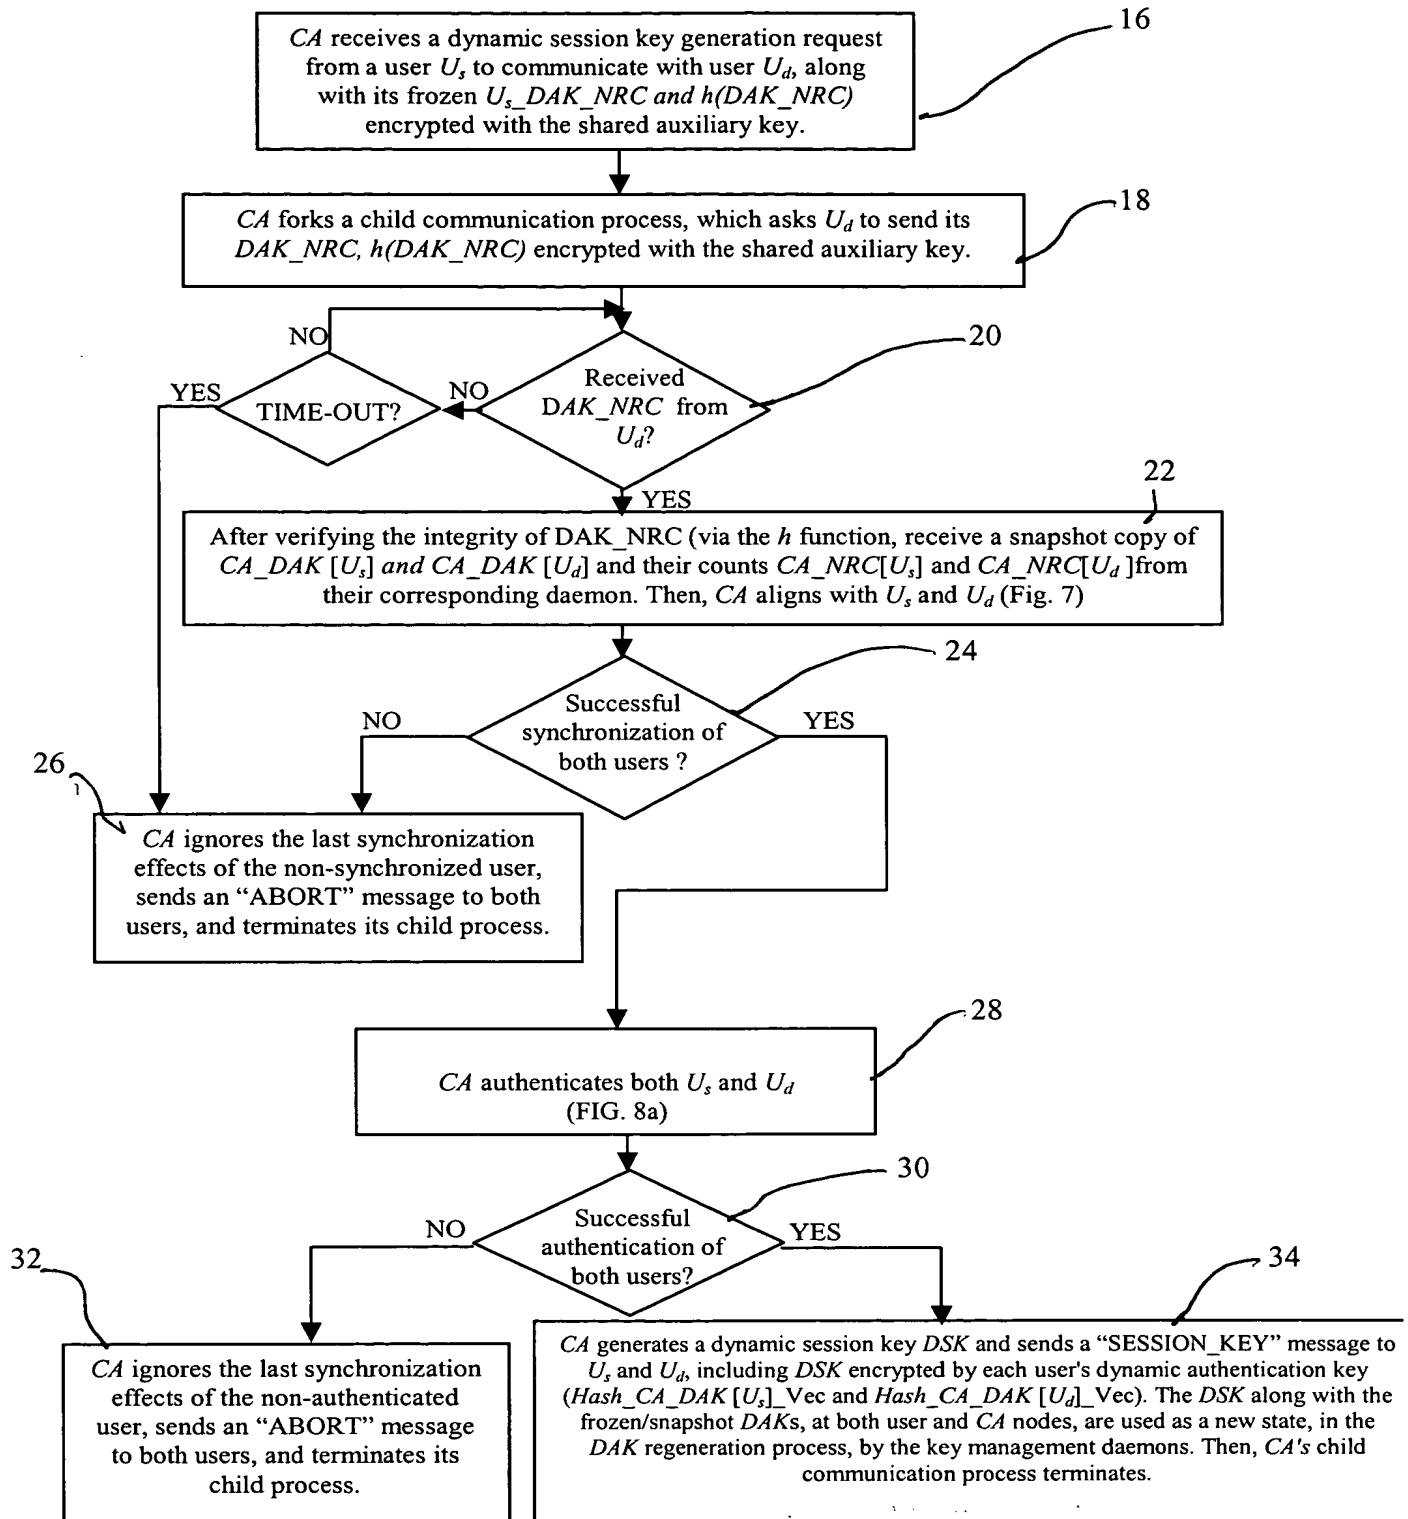 CA receives a dynamic session key generation request
from a user Us to communicate with user Ud, along
with its frozen Us_DAK_NRC and h(DAK_NRC)
encrypted with the shared auxiliary key.
16
CA forks a child communication process, which asks Ud to send its
DAK_NRC, h(DAK_NRC) encrypted with the shared auxiliary key.
18
NO
YES
TIME-OUT?
NO
Received
DAK_NRC from
Ud?
20
YES
22
After verifying the integrity of DAK_NRC (via the h function, receive a snapshot copy of
CA_DAK [Us] and CA_DAK [Ud] and their counts CA_NRC[Us] and CA_NRC[Ud ]from
their corresponding daemon. Then, CA aligns with Us and Ud (Fig. 7)
24
NO
Successful
synchronization of
both users ?
YES
26
CA ignores the last synchronization
effects of the non-synchronized user,
sends an “ABORT” message to both
users, and terminates its child process.
28
CA authenticates both Us and Ud
(FIG. 8a)
30
NO
Successful
authentication of
both users?
YES
32
34
CA ignores the last synchronization
effects of the non-authenticated
user, sends an “ABORT” message
to both users, and terminates its
child process.
CA generates a dynamic session key DSK and sends a “SESSION_KEY” message to
Us and Ud, including DSK encrypted by each user's dynamic authentication key
(Hash_CA_DAK [Us]_Vec and Hash_CA_DAK [Ud]_Vec). The DSK along with the
frozen/snapshot DAKs, at both user and CA nodes, are used as a new state, in the
DAK regeneration process, by the key management daemons. Then, CA's child
communication process terminates.